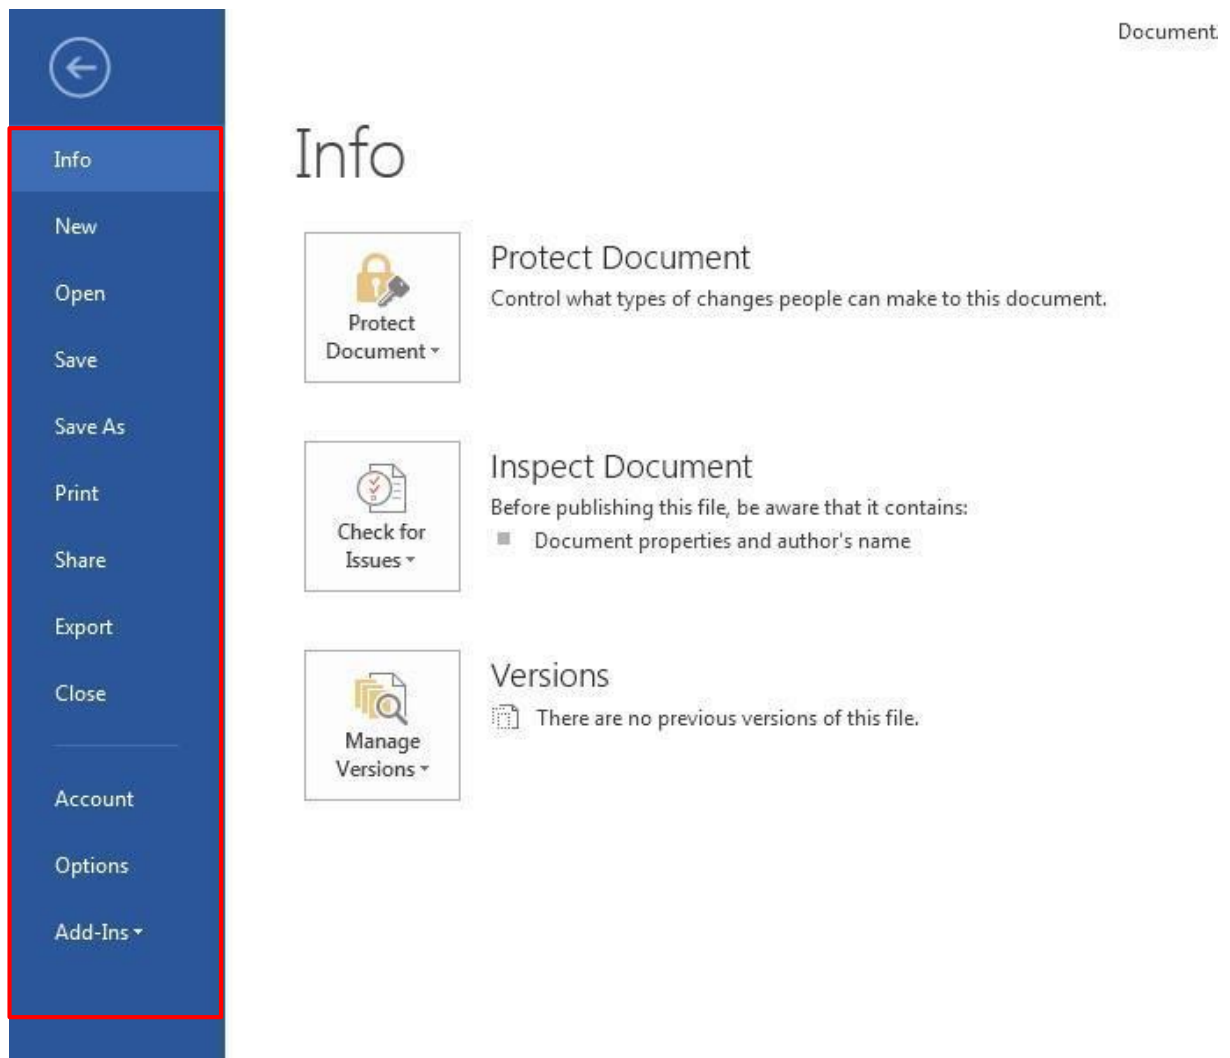 Document.
Info
New
Open
Save
Save As
Print
Share
Export
Close
Account
Options
Add-Ins
Info
Protect
Document
Protect Document
Control what types of changes people can make to this document.
Check for
Issues
Inspect Document
Before publishing this file, be aware that it contains:
Document properties and author's name
Manage
Versions
Versions
There are no previous versions of this file.